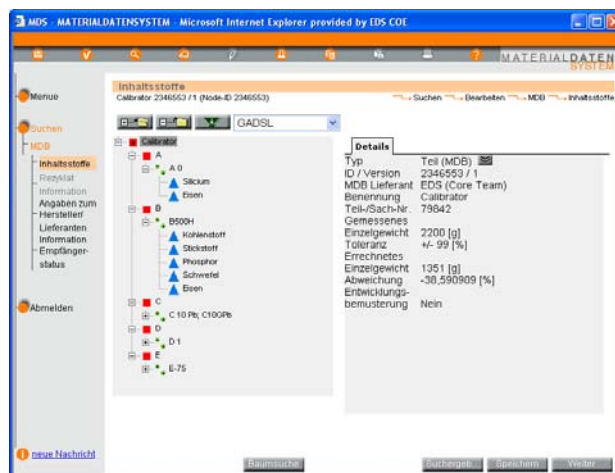 MDS - MATERIALDATENSYSTEM - Microsoft Internet Explorer provided by EDS COE
MATERIALDATEN
SYSTEM
Menue
Suchen
MDB
Inhaltsstoffe
Rezyklat
Information
Angaben zum
Hersteller/
Lieferanten
Information
Empfänger-
status
Abmelden
neue Nachricht
Inhaltsstoffe
Calibrator 2346553 / 1 (Node-ID 2346553)
Suchen Bearbeiten MDB Inhaltsstoffe
GADSL
Calibrator
A
A 0
Silicium
Eisen
B
B500H
Kohlenstoff
Stickstoff
Phosphor
Schwefel
Eisen
C
C 10 Pb; C10GPb
D
D 1
E
E-75
Details
Typ Teil (MDB)
ID / Version 2346553 / 1
MDB Lieferant EDS (Core Team)
Benennung Calibrator
Teil-/Sach-Nr. 79842
Gemessenes
Einzelgewicht 2200 [g]
Toleranz +/- 99 [%]
Errechnetes
Einzelgewicht 1351 [g]
Abweichung -38,590909 [%]
Entwicklungs-
bemusterung Nein
Baumsuche
Suchergeb...
Speichern
Weiter...